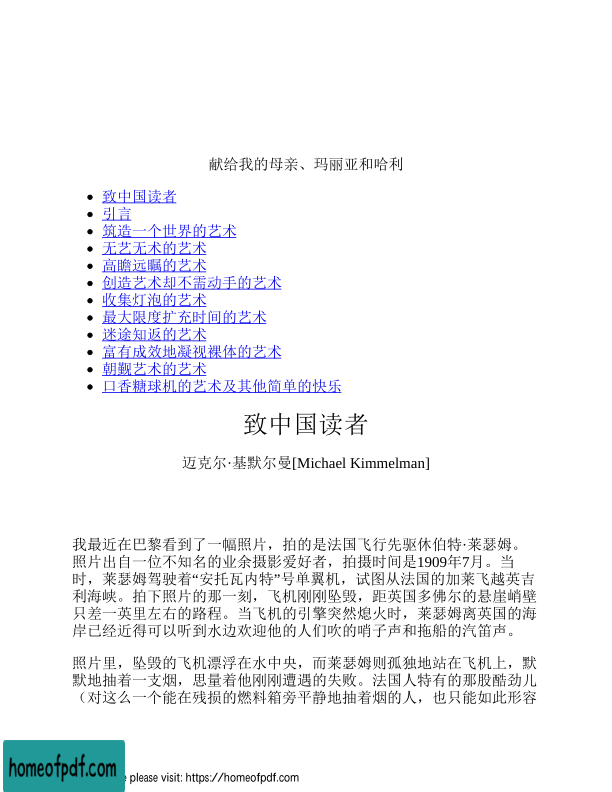 献给我的母亲、玛丽亚和哈利
致中国读者
引言
筑造一个世界的艺术
无艺无术的艺术
高瞻远瞩的艺术
创造艺术却不需动手的艺术
收集灯泡的艺术
最大限度扩充时间的艺术
迷途知返的艺术
富有成效地凝视裸体的艺术
朝觐艺术的艺术
口香糖球机的艺术及其他简单的快乐
致中国读者
迈克尔·基默尔曼[Michael Kimmelman]
我最近在巴黎看到了一幅照片，拍的是法国飞行先驱休伯特·莱瑟姆。
照片出自一位不知名的业余摄影爱好者，拍摄时间是1909年7月。当
时，莱瑟姆驾驶着“安托瓦内特”号单翼机，试图从法国的加莱飞越英吉
利海峡。拍下照片的那一刻，飞机刚刚坠毁，距英国多佛尔的悬崖峭壁
只差一英里左右的路程。当飞机的引擎突然熄火时，莱瑟姆离英国的海
岸已经近得可以听到水边欢迎他的人们吹的哨子声和拖船的汽笛声。
照片里，坠毁的飞机漂浮在水中央，而莱瑟姆则孤独地站在飞机上，默
默地抽着一支烟，思量着他刚刚遭遇的失败。法国人特有的那股酷劲儿
（对这么一个能在残损的燃料箱旁平静地抽着烟的人，也只能如此形容
homeofpdf.com
e please visit: https://homeofpdf.com